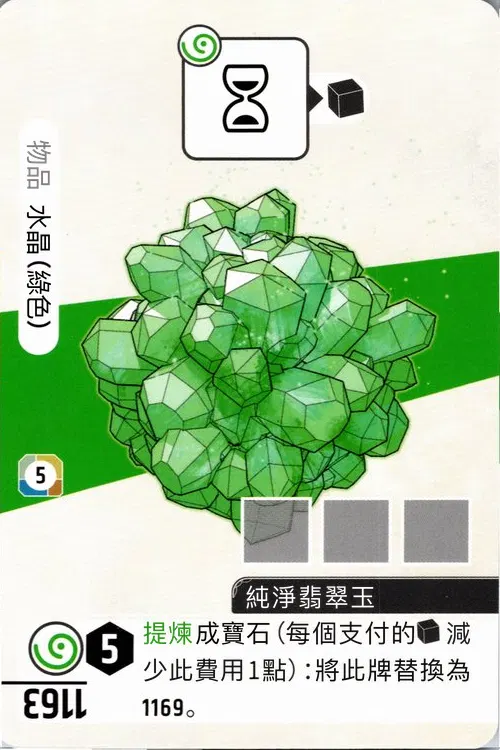 物品 水晶(綠色)
5
純淨翡翠玉
5
提煉成寶石(每個支付的減
少此費用1點):將此牌替換為
1169。
1163